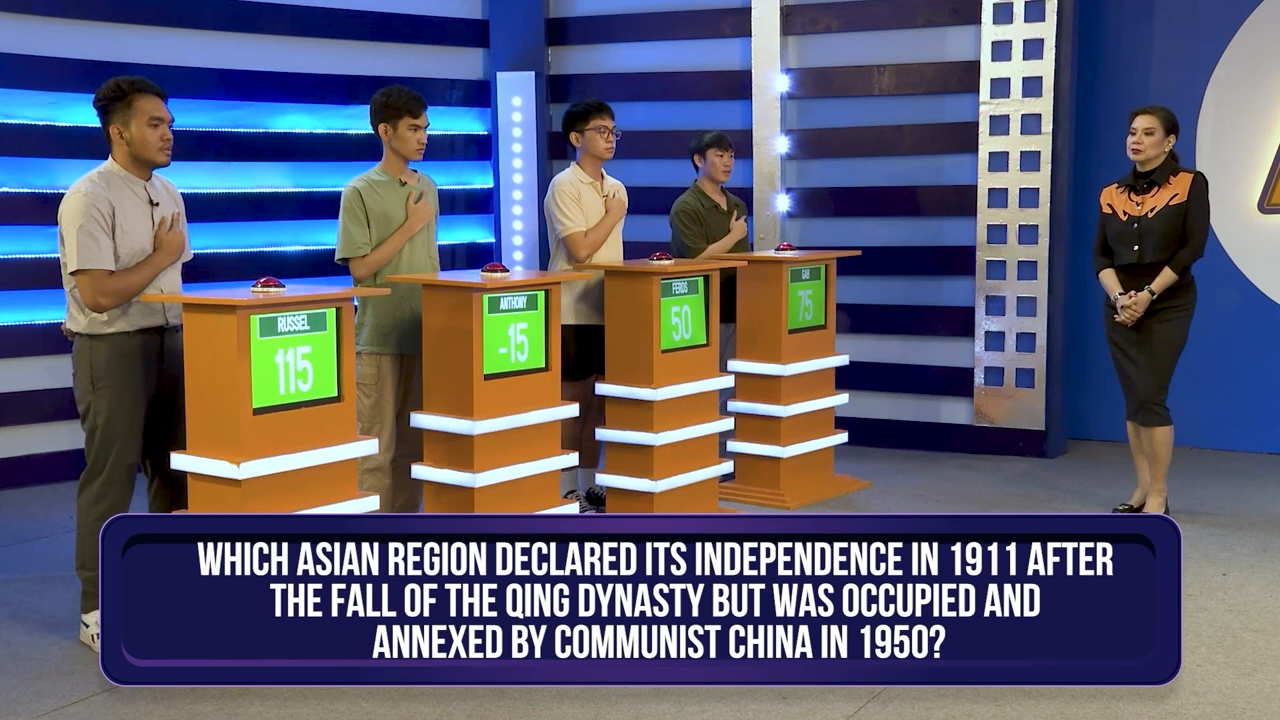 RUSSEL
115
ANTHONY
-15
FERDS
50
GAB
75
WHICH ASIAN REGION DECLARED ITS INDEPENDENCE IN 1911 AFTER
THE FALL OF THE QING DYNASTY BUT WAS OCCUPIED AND
ANNEXED BY COMMUNIST CHINA IN 1950?